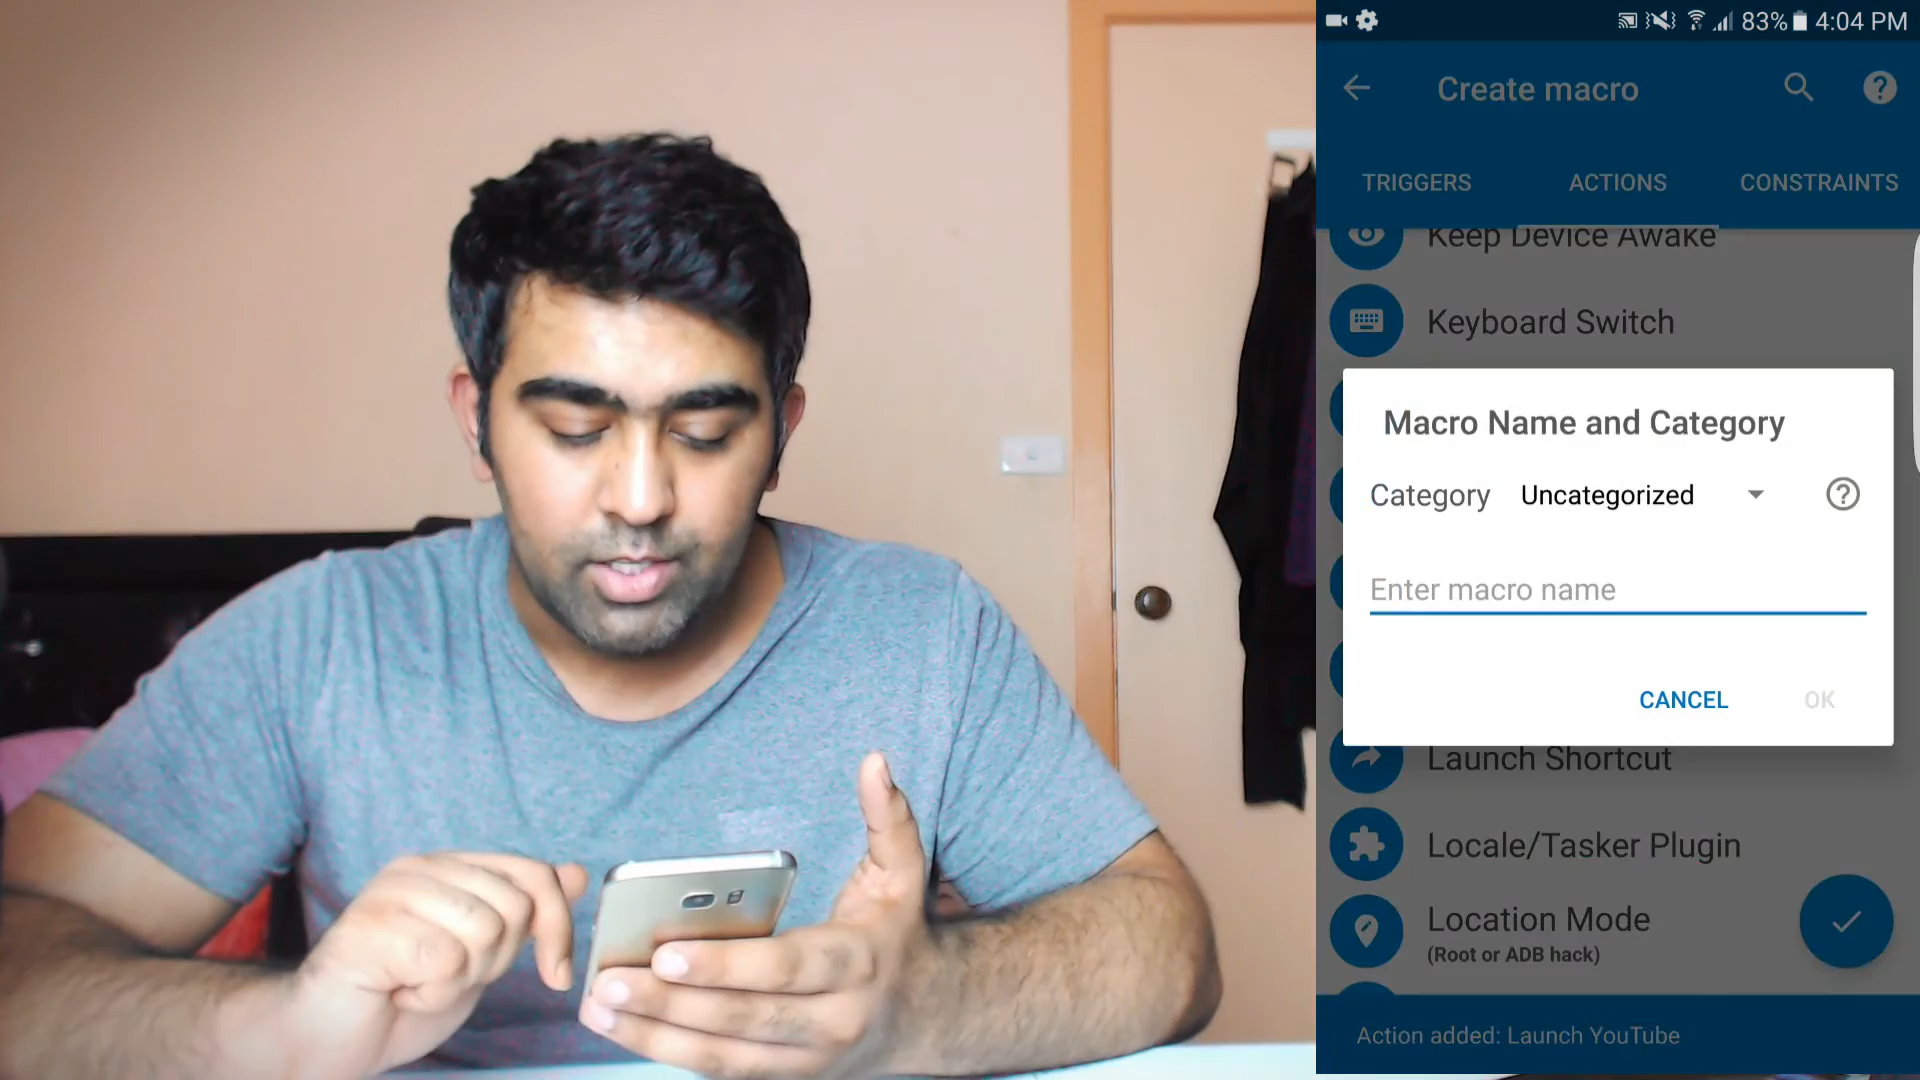 83% 4:04 PM
Create macro
TRIGGERS ACTIONS CONSTRAINTS
Keep Device Awake
Keyboard Switch
Macro Name and Category
Category Uncategorized
Enter macro name
CANCEL OK
Launch Shortcut
Locale/Tasker Plugin
Location Mode
(Root or ADB hack)
Action added: Launch YouTube